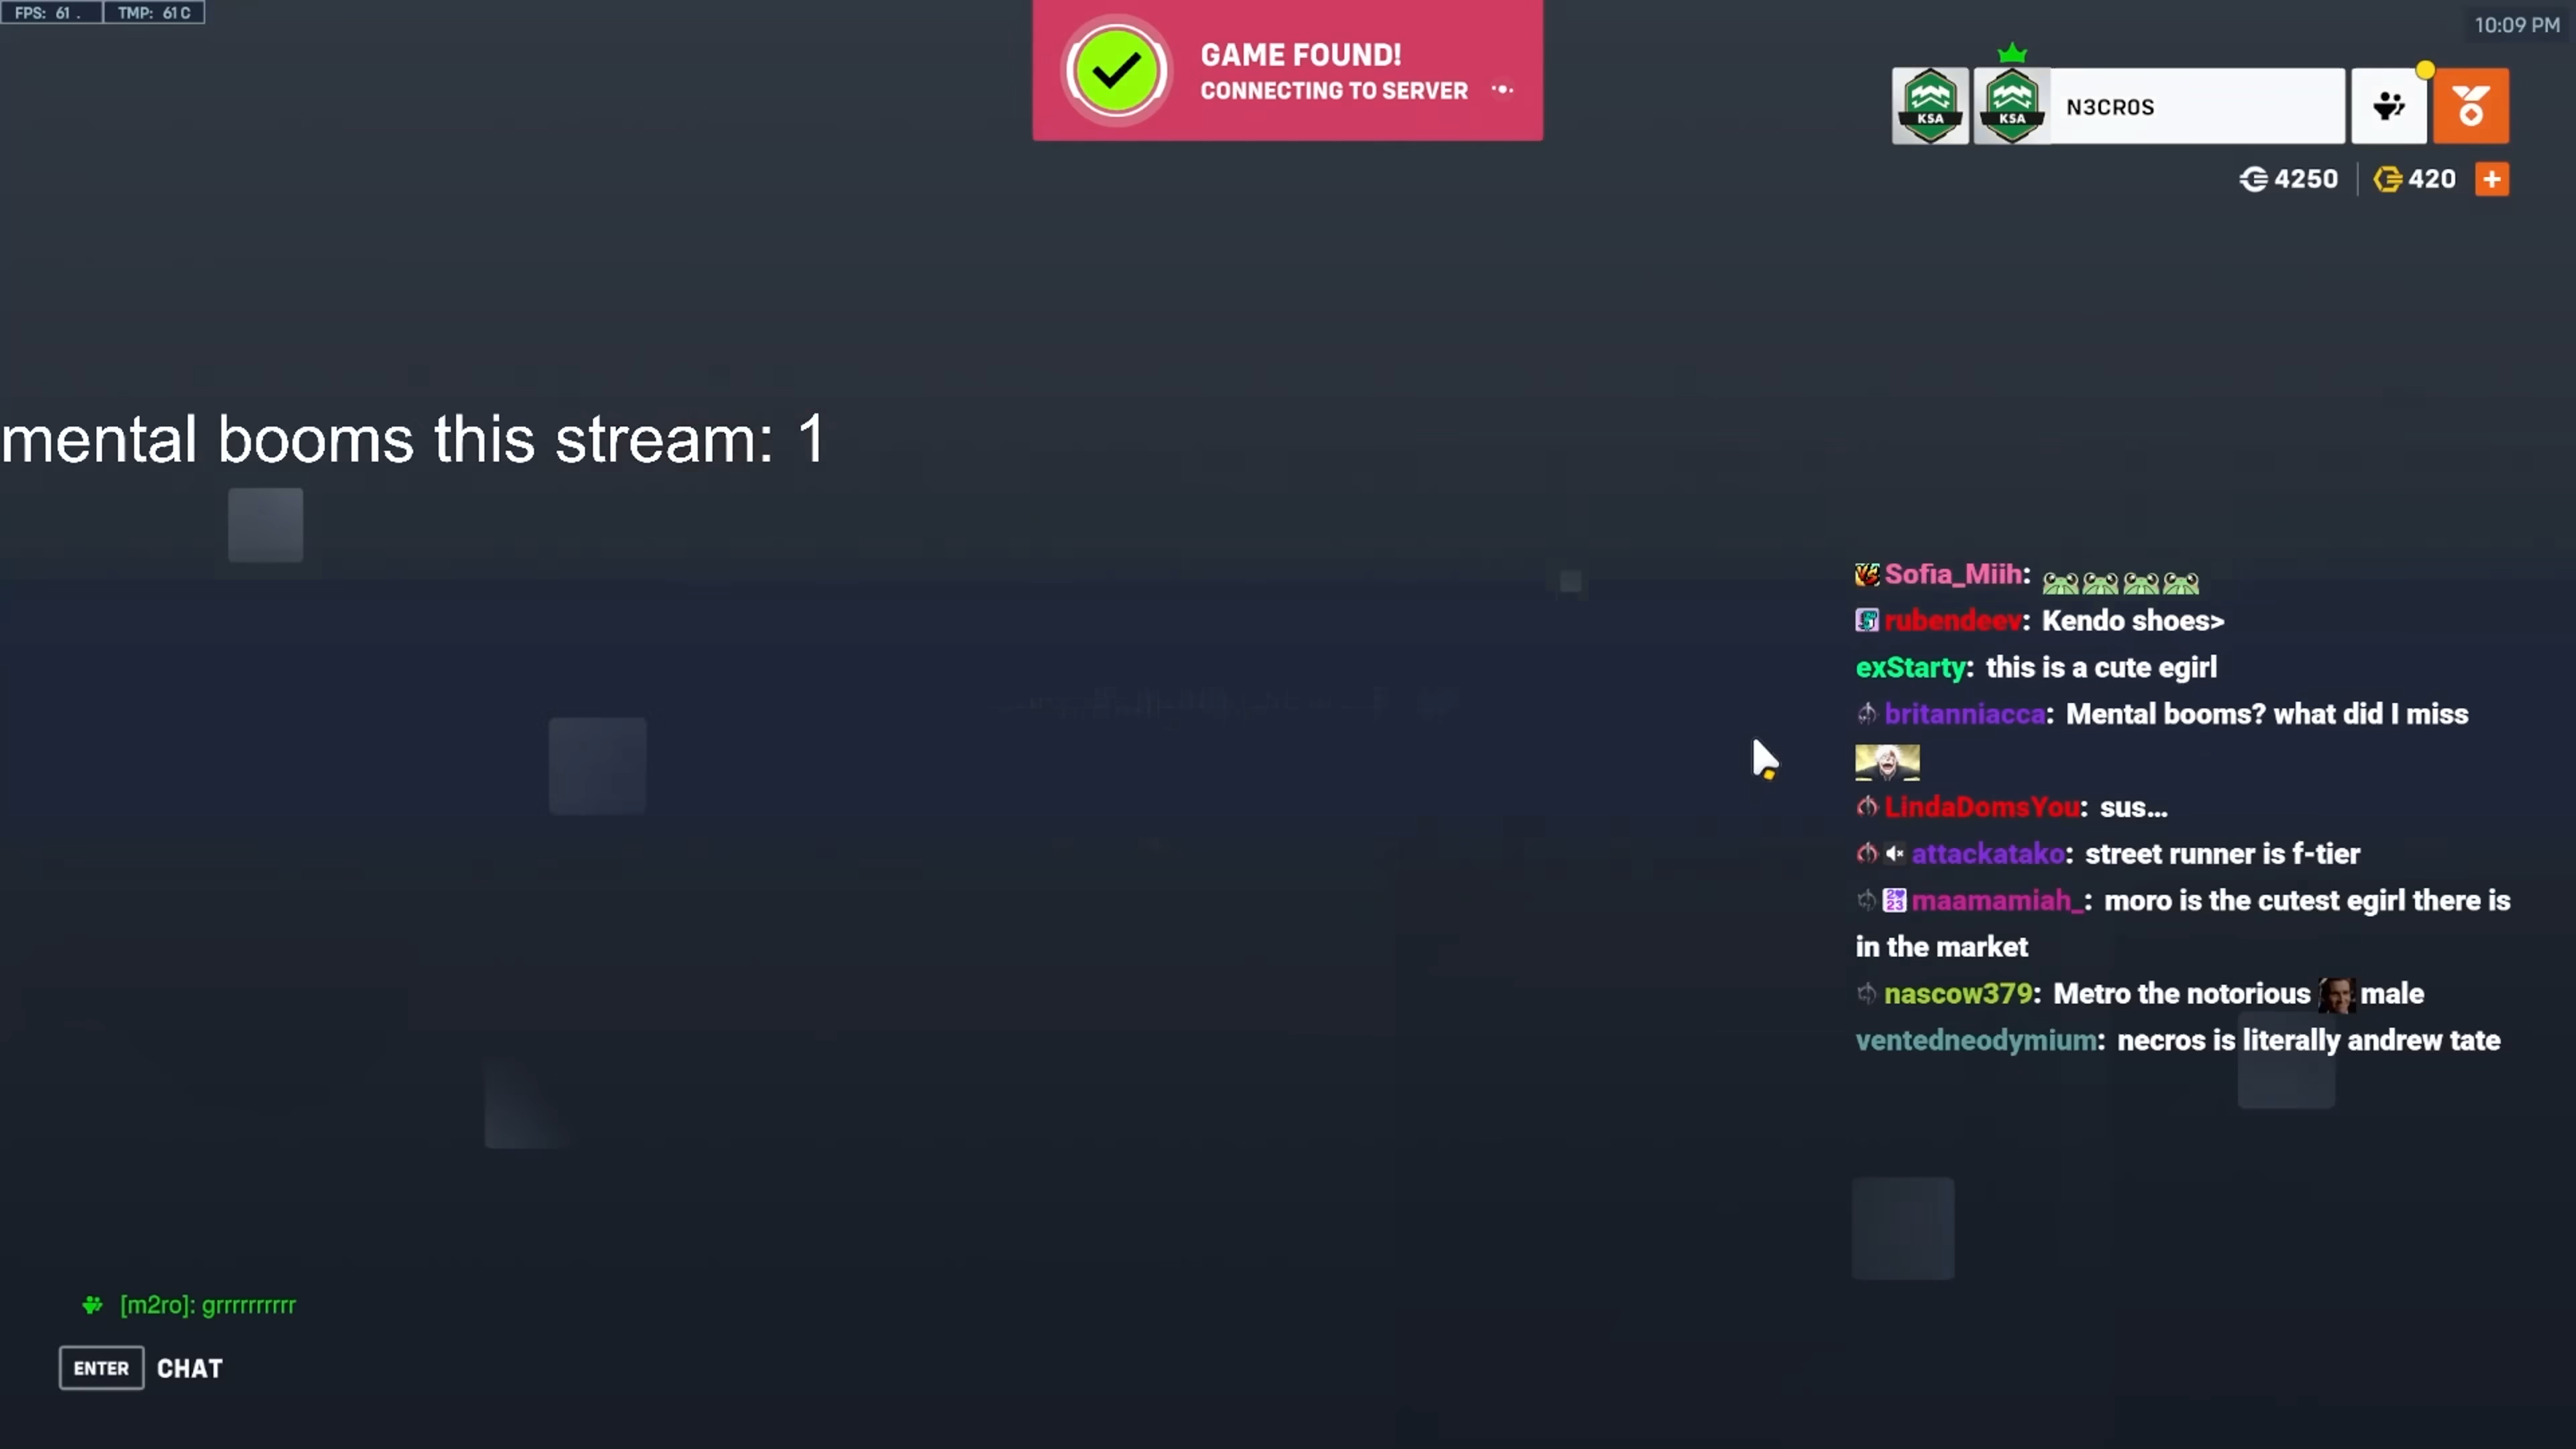 FPS: 61 .
TMP: 61 C
GAME FOUND!
CONNECTING TO SERVER
10:09 PM
KSA
KSA
N3CROS
4250
420
mental booms this stream: 1
Sofia_Miih:
rubendeev: Kendo shoes>
exStarty: this is a cute egirl
britanniacca: Mental booms? what did I miss
LindaDomsYou: sus...
attackatako: street runner is f-tier
maamamiah_: moro is the cutest egirl there is
in the market
nascow379: Metro the notorious male
ventedneodymium: necros is literally andrew tate
[m2ro]: grrrrrrrrrr
ENTER CHAT